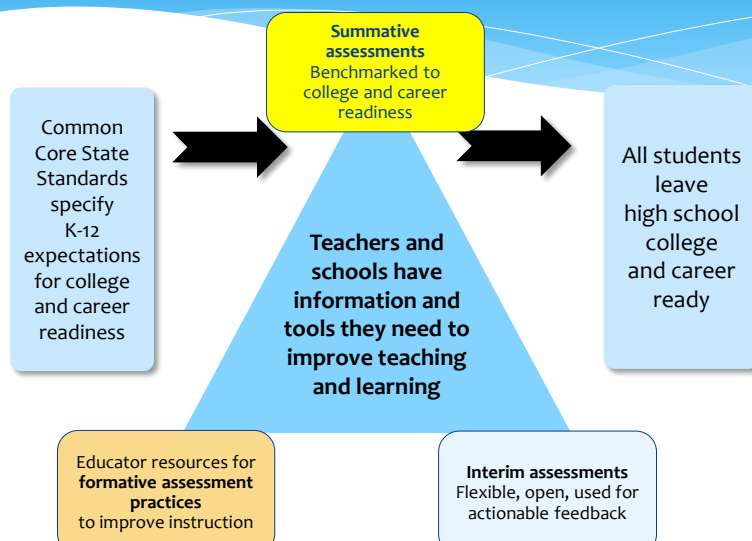 Summative
assessments
Benchmarked to
college and career
readiness
Common
Core State
Standards
specify
K-12
expectations
for college
and career
readiness
All students
leave
high school
college
and career
ready
Teachers and
schools have
information and
tools they need to
improve teaching
and learning
Educator resources for
formative assessment
practices
to improve instruction
Interim assessments
Flexible, open, used for
actionable feedback